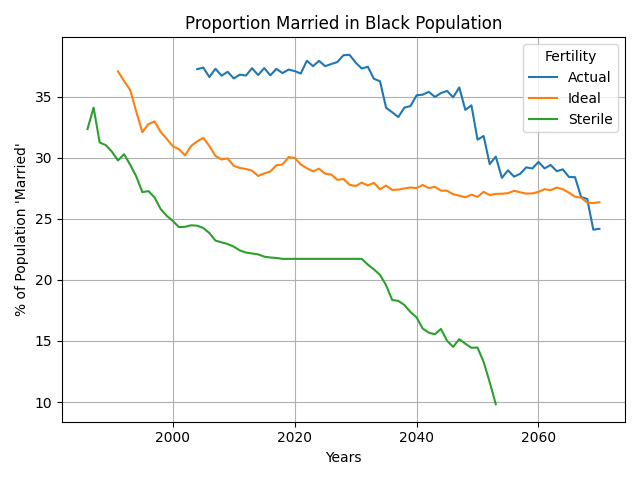 Proportion Married in Black Population
% of Population 'Married'
35
30
25
20
15
10
2000
2020
2040
2060
Years
Fertility
Actual
Ideal
Sterile